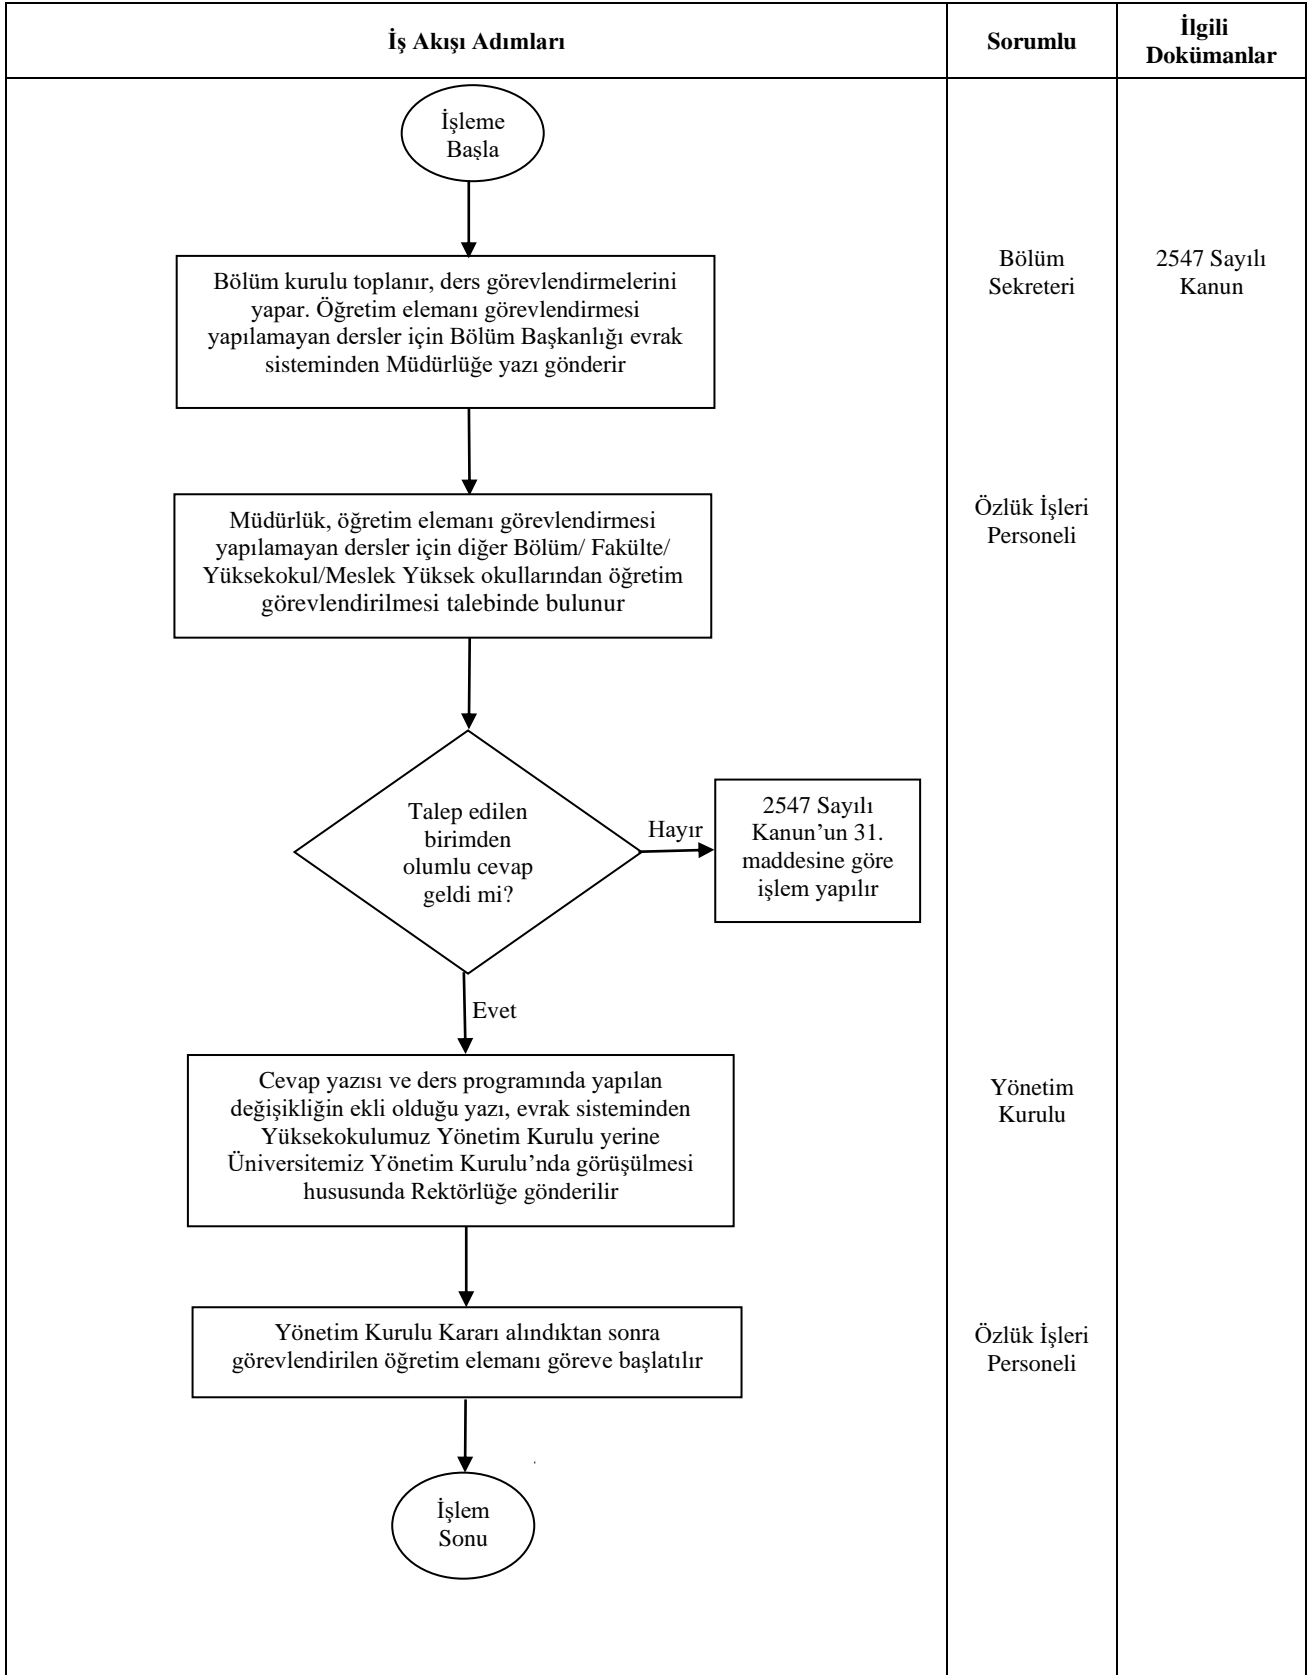 İş Akışı Adımları
Sorumlu
İlgili
Dokümanlar
İşleme
Başla
Bölüm kurulu toplanır, ders görevlendirmelerini
yapar. Öğretim elemanı görevlendirmesi
yapılamayan dersler için Bölüm Başkanlığı evrak
sisteminden Müdürlüğe yazı gönderir
Bölüm
Sekreteri
2547 Sayılı
Kanun
Müdürlük, öğretim elemanı görevlendirmesi
yapılamayan dersler için diğer Bölüm/ Fakülte/
Yüksekokul/Meslek Yüksek okullarından öğretim
görevlendirilmesi talebinde bulunur
Özlük İşleri
Personeli
Talep edilen
birimden
olumlu cevap
geldi mi?
Hayır
2547 Sayılı
Kanun’un 31.
maddesine göre
işlem yapılır
Evet
Cevap yazısı ve ders programında yapılan
değişikliğin ekli olduğu yazı, evrak sisteminden
Yüksekokulumuz Yönetim Kurulu yerine
Üniversitemiz Yönetim Kurulu’nda görüşülmesi
hususunda Rektörlüğe gönderilir
Yönetim
Kurulu
Yönetim Kurulu Kararı alındıktan sonra
görevlendirilen öğretim elemanı göreve başlatılır
Özlük İşleri
Personeli
İşlem
Sonu